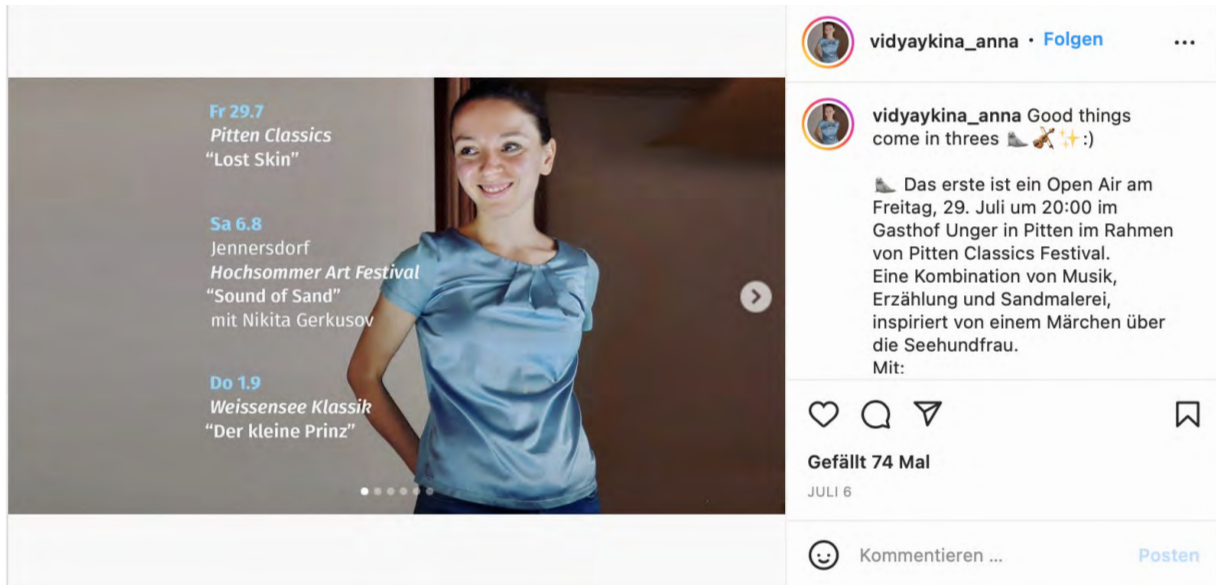 Fr 29.7
Pitten Classics
“Lost Skin”
Sa 6.8
Jennersdorf
Hochsommer Art Festival
“Sound of Sand”
mit Nikita Gerkusov
Do 1.9
Weissensee Klassik
“Der kleine Prinz”
vidyaykina_anna • Folgen
vidyaykina_anna Good things
come in threes :)
Das erste ist ein Open Air am
Freitag, 29. Juli um 20:00 im
Gasthof Unger in Pitten im Rahmen
von Pitten Classics Festival.
Eine Kombination von Musik,
Erzählung und Sandmalerei,
inspiriert von einem Märchen über
die Seehundfrau.
Mit:
Gefällt 74 Mal
JULI 6
Kommentieren ... Posten